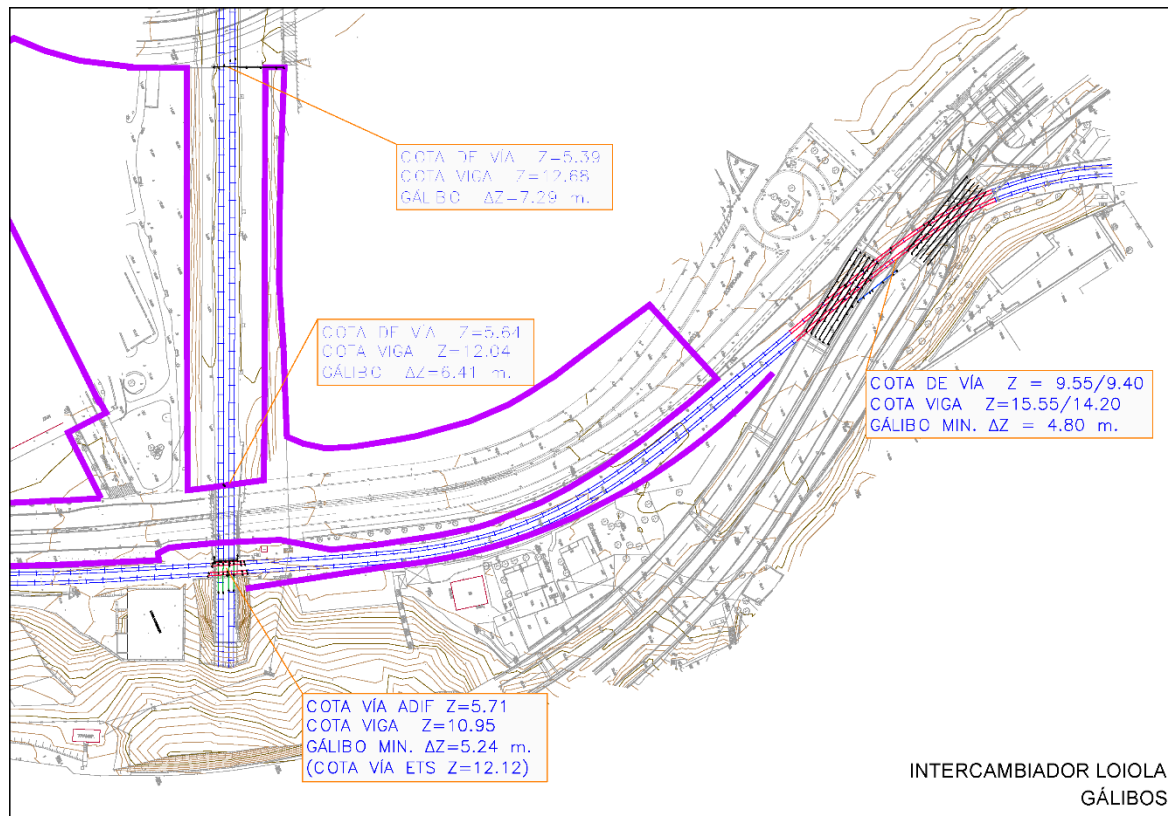 COTA DE VÍA Z=5.39
COTA VIGA Z=12.68
GÁLIBO ΔZ=7.29 m.
COTA DE VÍA Z=5.64
COTA VIGA Z=12.04
GÁLIBO ΔZ=6.41 m.
COTA DE VÍA Z = 9.55/9.40
COTA VIGA Z=15.55/14.20
GÁLIBO MIN. ΔZ = 4.80 m.
COTA VÍA ADIF Z=5.71
COTA VIGA Z=10.95
GÁLIBO MIN. ΔZ=5.24 m.
(COTA VÍA ETS Z=12.12)
INTERCAMBIADOR LOIOLA
GÁLIBOS